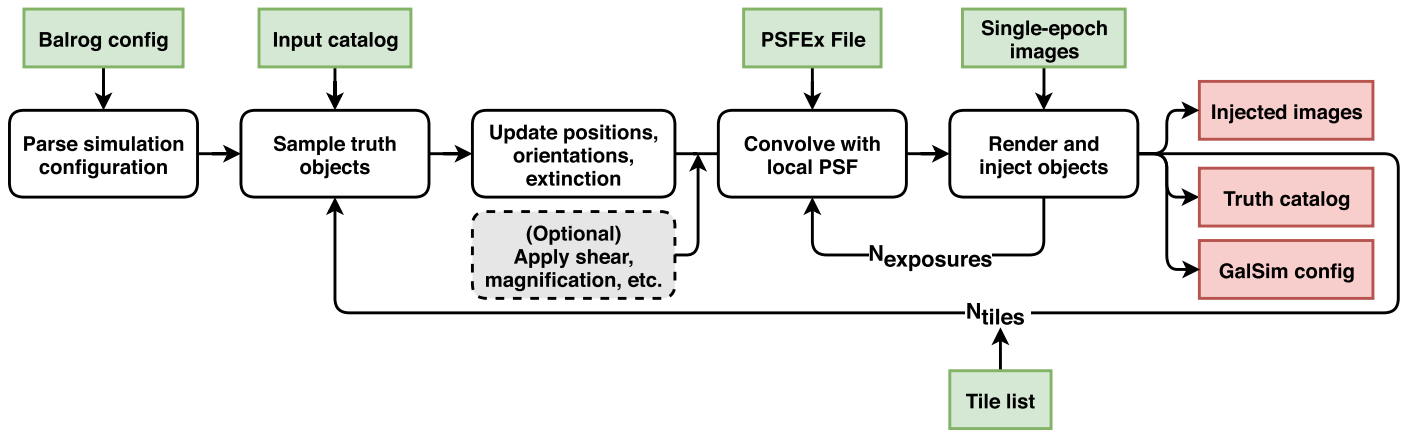 Balrog config
Input catalog
PSFEx File
Single-epoch
images
Parse simulation
configuration
Sample truth
objects
Update positions,
orientations,
extinction
Convolve with
local PSF
Render and
inject objects
Injected images
Truth catalog
GalSim config
(Optional)
Apply shear,
magnification, etc.
Nexposures
Ntiles
Tile list